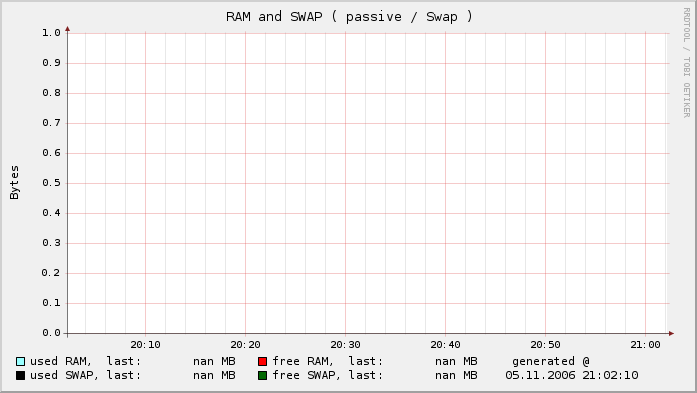 RAM and SWAP ( passive / Swap )
RRDTOOL / TOBI OETIKER
Bytes
1.0
0.9
0.8
0.7
0.6
0.5
0.4
0.3
0.2
0.1
0.0
20:10 20:20 20:30 20:40 20:50 21:00
used RAM, last: nan MB free RAM, last: nan MB generated @
used SWAP, last: nan MB free SWAP, last: nan MB 05.11.2006 21:02:10